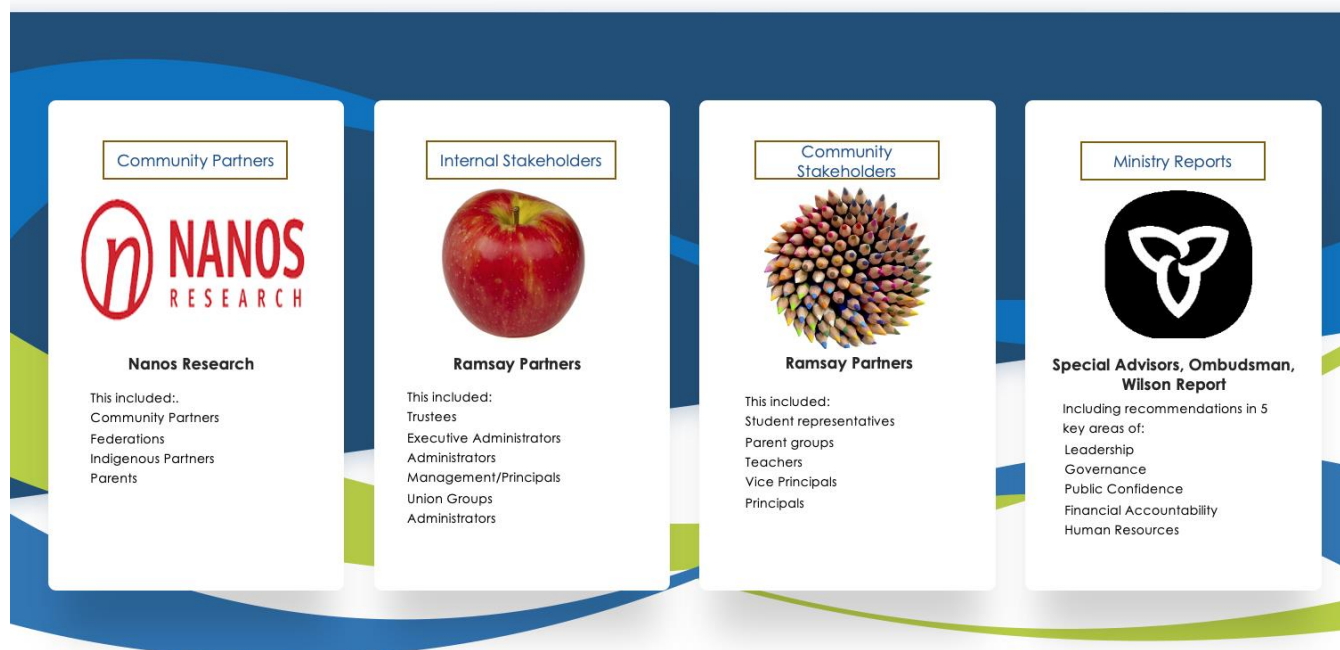 Community Partners
NANOS
RESEARCH
Nanos Research
This included:.
Community Partners
Federations
Indigenous Partners
Parents
Internal Stakeholders
Ramsay Partners
This included:
Trustees
Executive Administrators
Administrators
Management/Principals
Union Groups
Administrators
Community
Stakeholders
Ramsay Partners
This included:
Student representatives
Parent groups
Teachers
Vice Principals
Principals
Ministry Reports
Special Advisors, Ombudsman,
Wilson Report
Including recommendations in 5
key areas of:
Leadership
Governance
Public Confidence
Financial Accountability
Human Resources